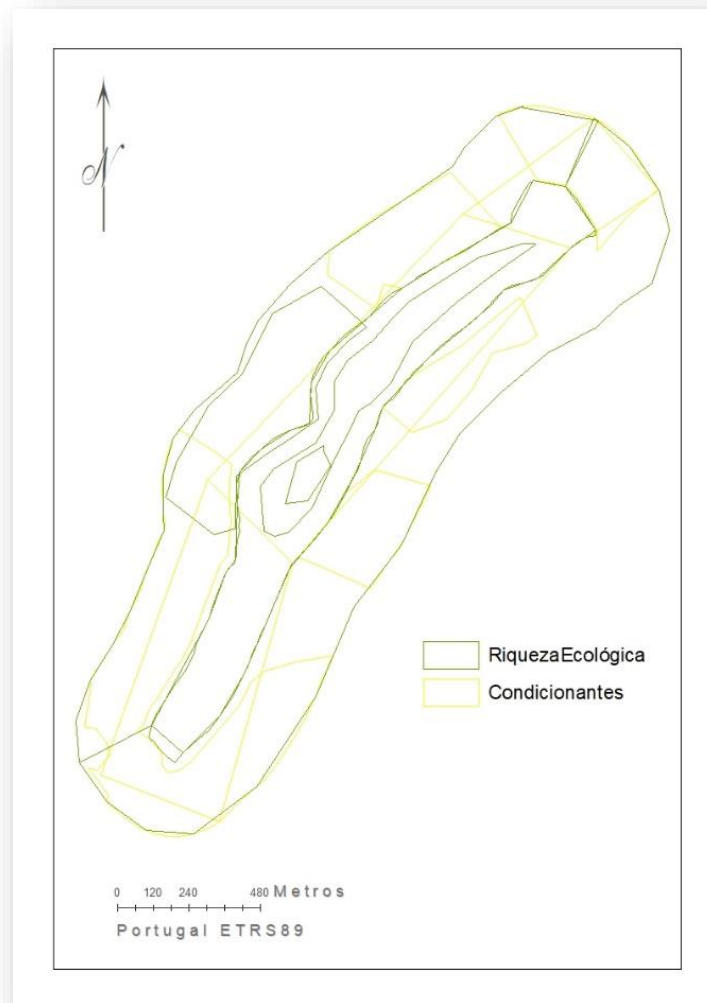 N
RiquezaEcológica
Condicionantes
0 120 240 480 Metros
Portugal ETRS89